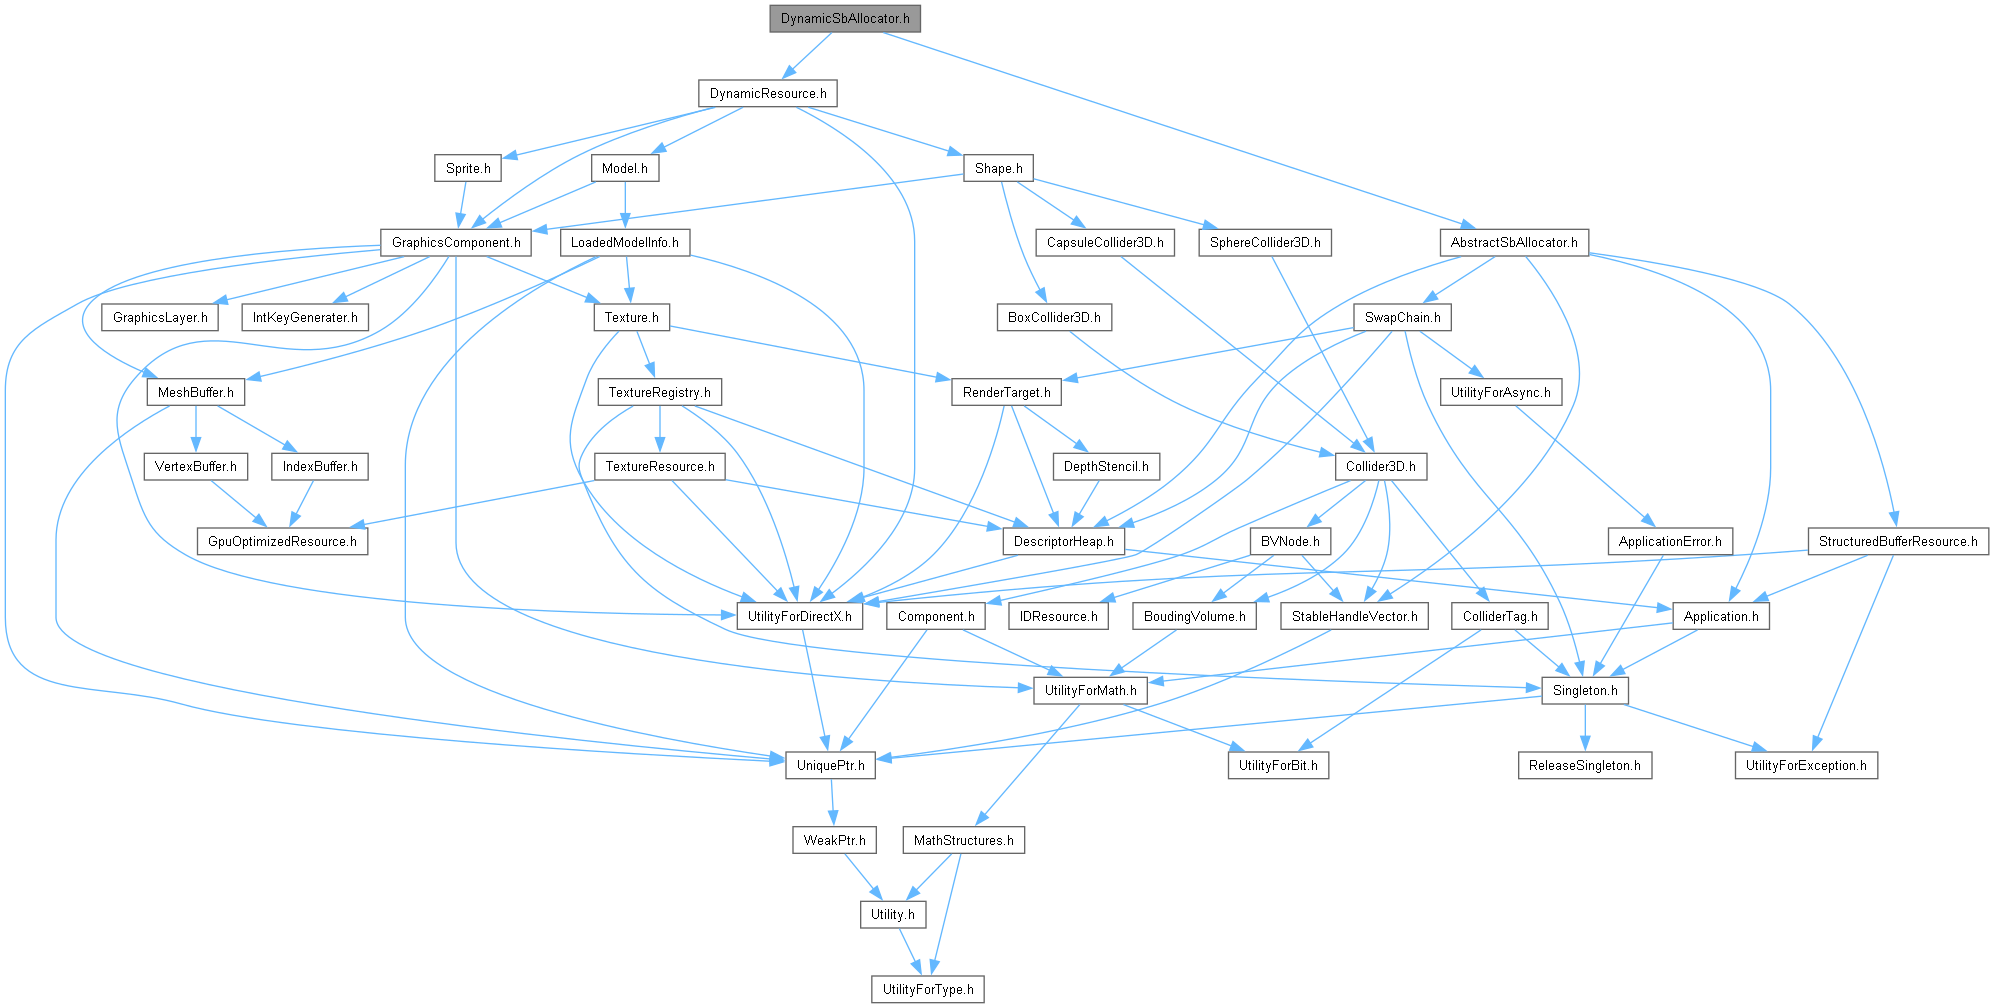 DynamicSbAllocator.h
DynamicResource.h
Sprite.h
Model.h
Shape.h
GraphicsComponent.h
LoadedModelInfo.h
CapsuleCollider3D.h
SphereCollider3D.h
AbstractSbAllocator.h
GraphicsLayer.h
IntKeyGenerater.h
Texture.h
BoxCollider3D.h
SwapChain.h
MeshBuffer.h
TextureRegistry.h
RenderTarget.h
UtilityForAsync.h
VertexBuffer.h
IndexBuffer.h
TextureResource.h
DepthStencil.h
Collider3D.h
GpuOptimizedResource.h
DescriptorHeap.h
BVNode.h
ApplicationError.h
StructuredBufferResource.h
UtilityForDirectX.h
Component.h
IDResource.h
BoudingVolume.h
StableHandleVector.h
ColliderTag.h
Application.h
UtilityForMath.h
Singleton.h
UniquePtr.h
UtilityForBit.h
ReleaseSingleton.h
UtilityForException.h
WeakPtr.h
MathStructures.h
Utility.h
UtilityForType.h